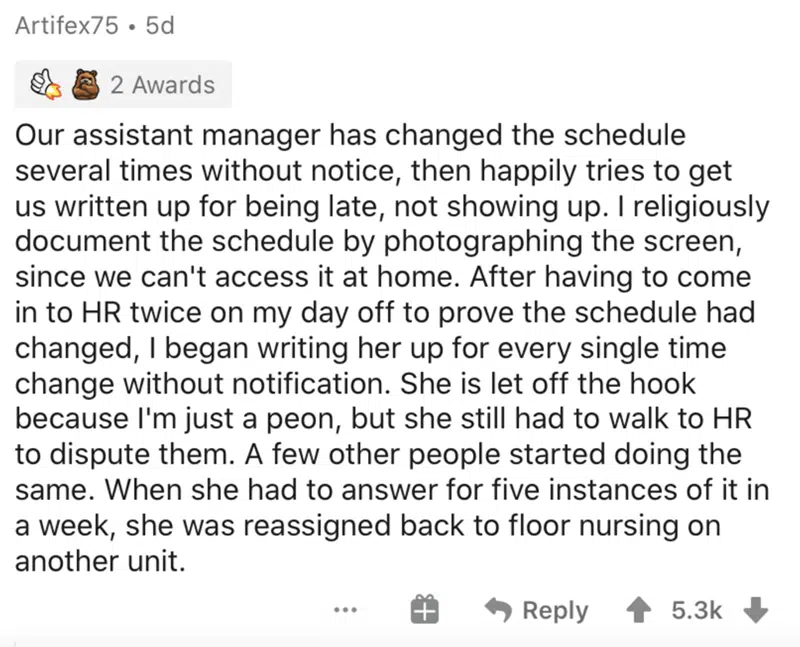 Artifex75 • 5d
2 Awards
Our assistant manager has changed the schedule
several times without notice, then happily tries to get
us written up for being late, not showing up. I religiously
document the schedule by photographing the screen,
since we can't access it at home. After having to come
in to HR twice on my day off to prove the schedule had
changed, I began writing her up for every single time
change without notification. She is let off the hook
because I'm just a peon, but she still had to walk to HR
to dispute them. A few other people started doing the
same. When she had to answer for five instances of it in
a week, she was reassigned back to floor nursing on
another unit.
... Reply 5.3k